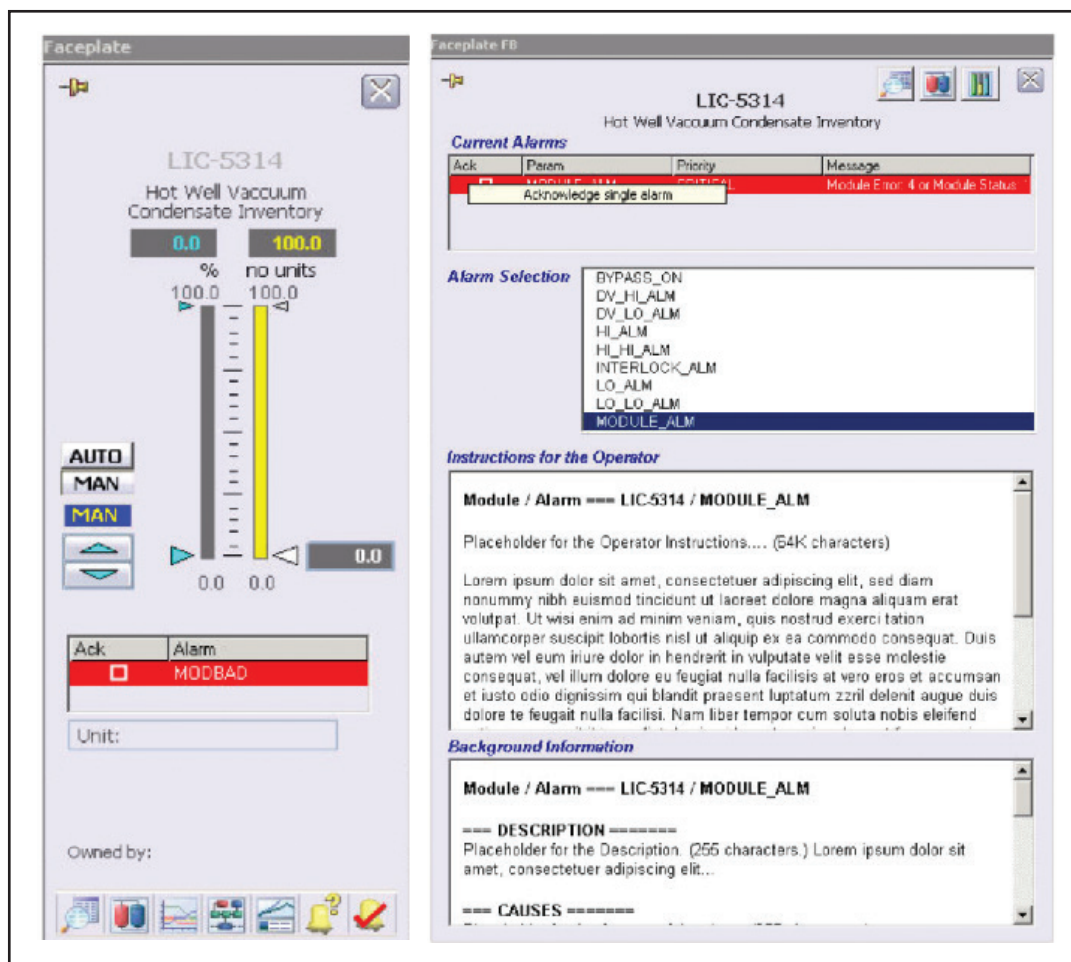 Faceplate
LIC-5314
Hot Well Vaccuum
Condensate Inventory
0.0 100.0
% no units
100.0 100.0
AUTO
MAN
MAN
0.0
0.0 0.0
Ack Alarm
MODBAD
Unit:
Owned by:
Faceplate FB
LIC-5314
Hot Well Vaccuum Condensate Inventory
Current Alarms
Ack Param Priority Message
MODULE_ALM CRITICAL Module Error: 4 or Module Status
Acknowledge single alarm
Alarm Selection
BYPASS_ON
DV_HI_ALM
DV_LO_ALM
HI_ALM
HI_HI_ALM
INTERLOCK_ALM
LO_ALM
LO_LO_ALM
MODULE_ALM
Instructions for the Operator
Module / Alarm === LIC-5314 / MODULE_ALM
Placeholder for the Operator Instructions.... (64K characters)
Lorem ipsum dolor sit amet, consectetuer adipiscing elit, sed diam
nonummy nibh euismod tincidunt ut laoreet dolore magna aliquam erat
volutpat. Ut wisi enim ad minim veniam, quis nostrud exerci tation
ullamcorper suscipit lobortis nisl ut aliquip ex ea commodo consequat. Duis
autem vel eum iriure dolor in hendrerit in vulputate velit esse molestie
consequat, vel illum dolore eu feugiat nulla facilisis at vero eros et accumsan
et iusto odio dignissim qui blandit praesent luptatum zzril delenit augue duis
dolore te feugait nulla facilisi. Nam liber tempor cum soluta nobis eleifend
Background Information
Module / Alarm === LIC-5314 / MODULE_ALM
=== DESCRIPTION =======
Placeholder for the Description. (255 characters.) Lorem ipsum dolor sit
amet, consectetuer adipiscing elit...
=== CAUSES =======